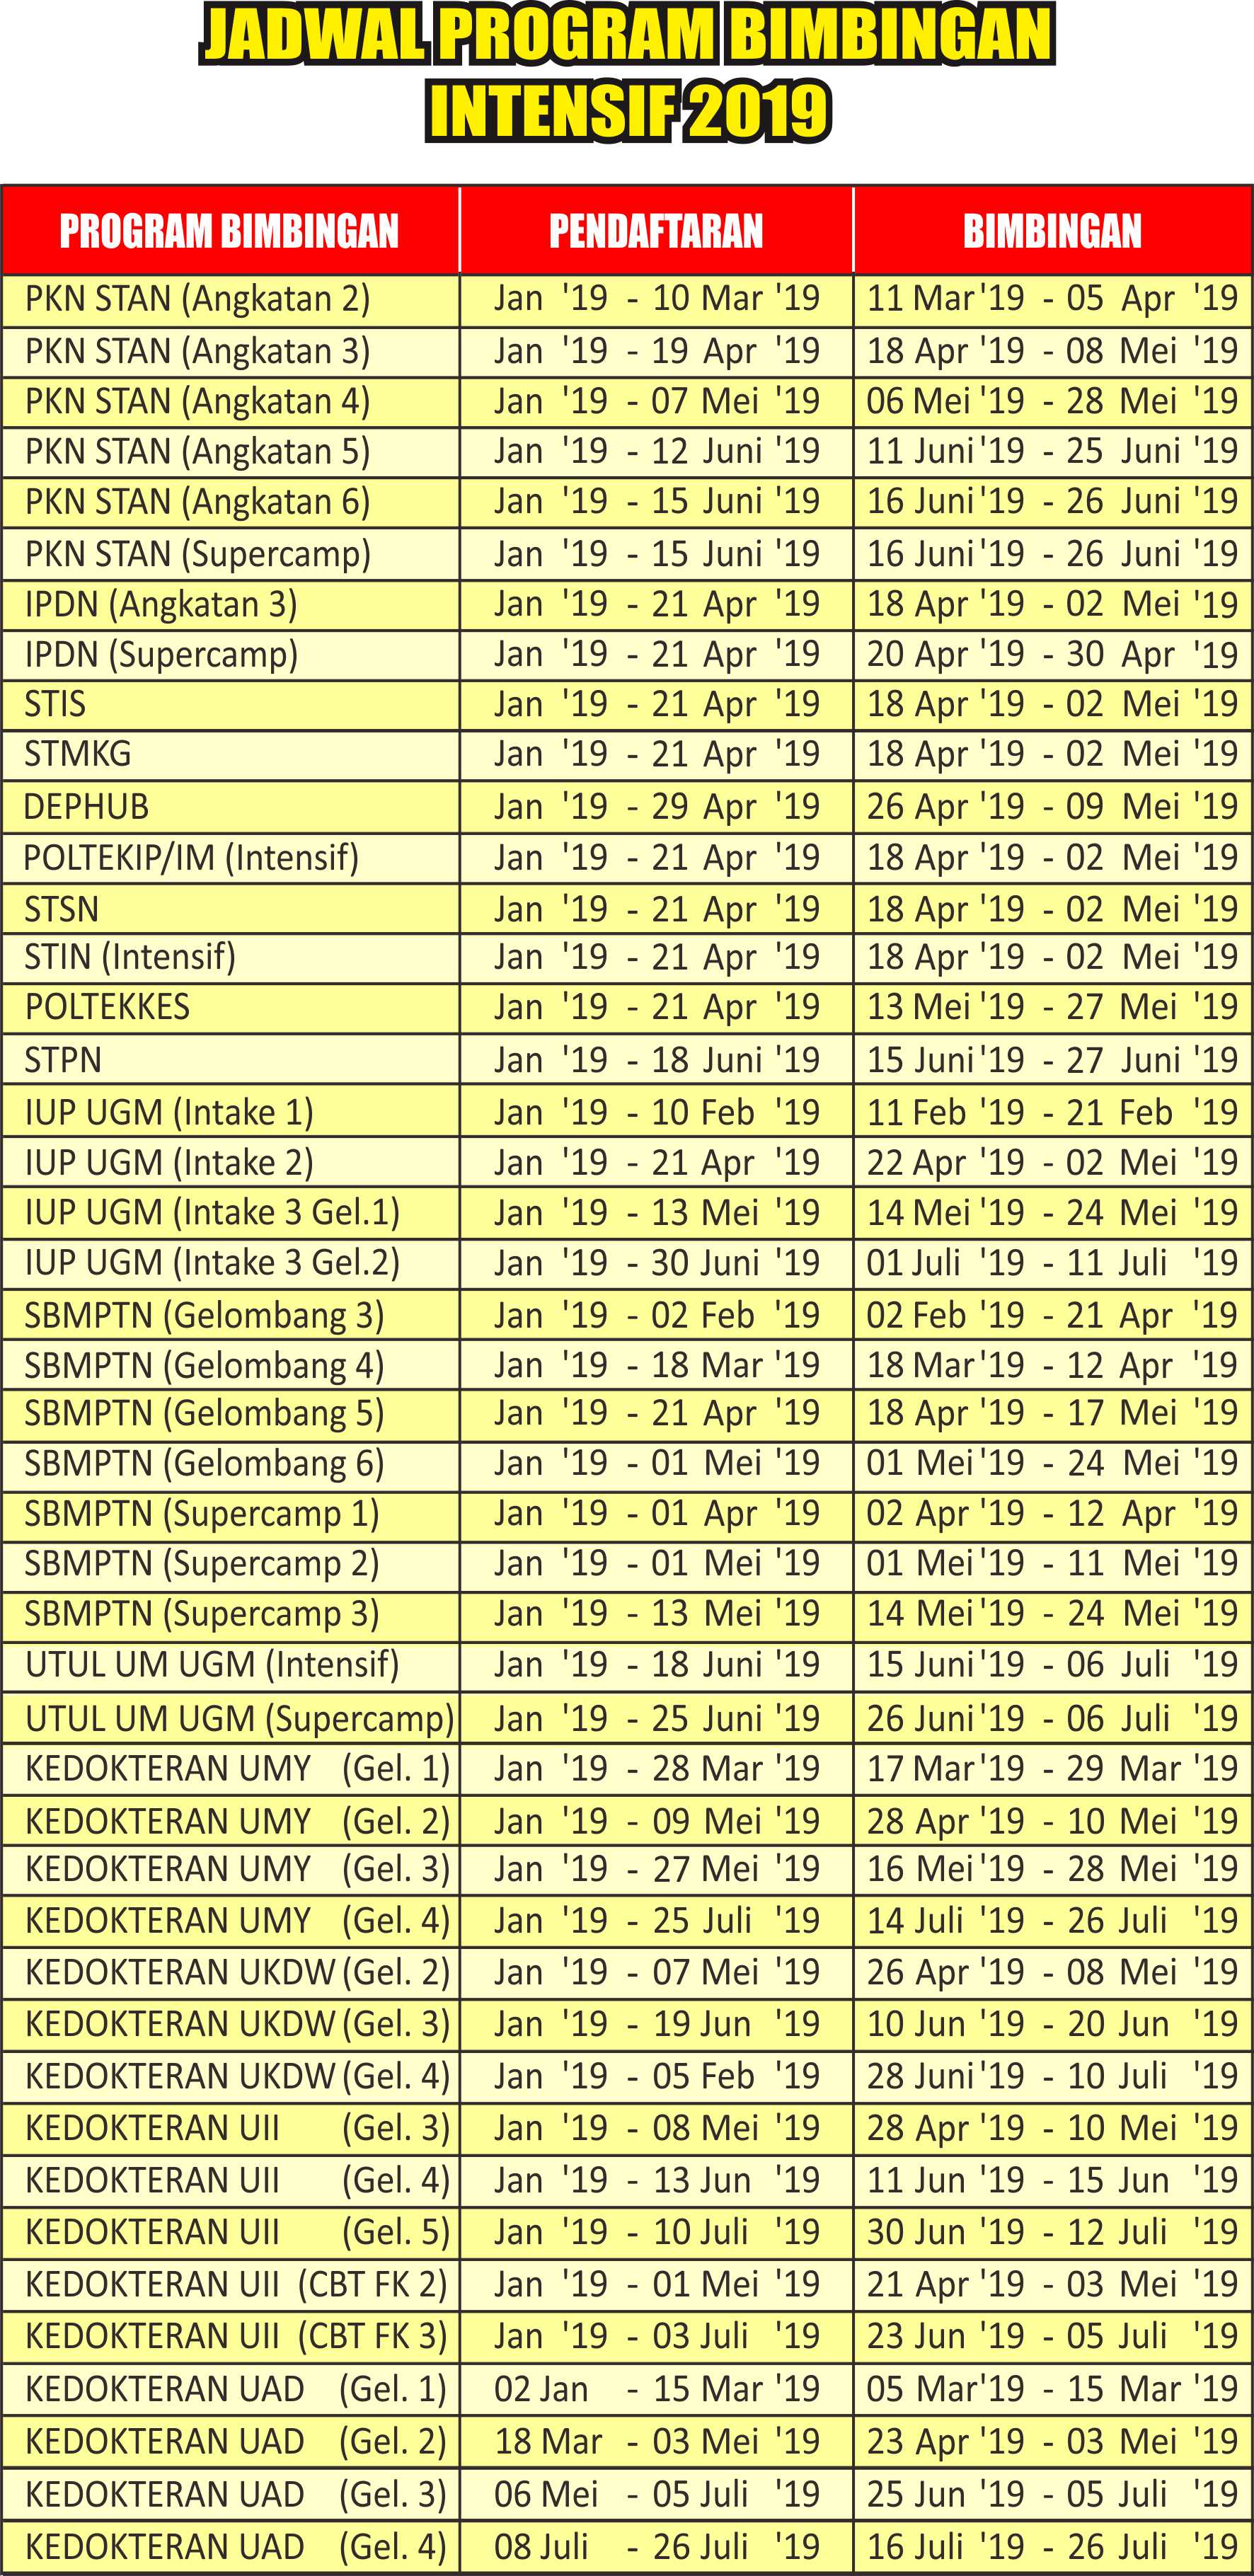 JADWAL PROGRAM BIMBINGAN
INTENSIF 2019
PROGRAM BIMBINGAN PENDAFTARAN BIMBINGAN
PKN STAN (Angkatan 2) Jan '19 - 10 Mar '19 11 Mar '19 - 05 Apr '19
PKN STAN (Angkatan 3) Jan '19 - 19 Apr '19 18 Apr '19 - 08 Mei '19
PKN STAN (Angkatan 4) Jan '19 - 07 Mei '19 06 Mei '19 - 28 Mei '19
PKN STAN (Angkatan 5) Jan '19 - 12 Juni '19 11 Juni '19 - 25 Juni '19
PKN STAN (Angkatan 6) Jan '19 - 15 Juni '19 16 Juni '19 - 26 Juni '19
PKN STAN (Supercamp) Jan '19 - 15 Juni '19 16 Juni '19 - 26 Juni '19
IPDN (Angkatan 3) Jan '19 - 21 Apr '19 18 Apr '19 - 02 Mei '19
IPDN (Supercamp) Jan '19 - 21 Apr '19 20 Apr '19 - 30 Apr '19
STIS Jan '19 - 21 Apr '19 18 Apr '19 - 02 Mei '19
STMKG Jan '19 - 21 Apr '19 18 Apr '19 - 02 Mei '19
DEPHUB Jan '19 - 29 Apr '19 26 Apr '19 - 09 Mei '19
POLTEKIP/IM (Intensif) Jan '19 - 21 Apr '19 18 Apr '19 - 02 Mei '19
STSN Jan '19 - 21 Apr '19 18 Apr '19 - 02 Mei '19
STIN (Intensif) Jan '19 - 21 Apr '19 18 Apr '19 - 02 Mei '19
POLTEKKES Jan '19 - 21 Apr '19 13 Mei '19 - 27 Mei '19
STPN Jan '19 - 18 Juni '19 15 Juni '19 - 27 Juni '19
IUP UGM (Intake 1) Jan '19 - 10 Feb '19 11 Feb '19 - 21 Feb '19
IUP UGM (Intake 2) Jan '19 - 21 Apr '19 22 Apr '19 - 02 Mei '19
IUP UGM (Intake 3 Gel.1) Jan '19 - 13 Mei '19 14 Mei '19 - 24 Mei '19
IUP UGM (Intake 3 Gel.2) Jan '19 - 30 Juni '19 01 Juli '19 - 11 Juli '19
SBMPTN (Gelombang 3) Jan '19 - 02 Feb '19 02 Feb '19 - 21 Apr '19
SBMPTN (Gelombang 4) Jan '19 - 18 Mar '19 18 Mar '19 - 12 Apr '19
SBMPTN (Gelombang 5) Jan '19 - 21 Apr '19 18 Apr '19 - 17 Mei '19
SBMPTN (Gelombang 6) Jan '19 - 01 Mei '19 01 Mei '19 - 24 Mei '19
SBMPTN (Supercamp 1) Jan '19 - 01 Apr '19 02 Apr '19 - 12 Apr '19
SBMPTN (Supercamp 2) Jan '19 - 01 Mei '19 01 Mei '19 - 11 Mei '19
SBMPTN (Supercamp 3) Jan '19 - 13 Mei '19 14 Mei '19 - 24 Mei '19
UTUL UM UGM (Intensif) Jan '19 - 18 Juni '19 15 Juni '19 - 06 Juli '19
UTUL UM UGM (Supercamp) Jan '19 - 25 Juni '19 26 Juni '19 - 06 Juli '19
KEDOKTERAN UMY (Gel. 1) Jan '19 - 28 Mar '19 17 Mar '19 - 29 Mar '19
KEDOKTERAN UMY (Gel. 2) Jan '19 - 09 Mei '19 28 Apr '19 - 10 Mei '19
KEDOKTERAN UMY (Gel. 3) Jan '19 - 27 Mei '19 16 Mei '19 - 28 Mei '19
KEDOKTERAN UMY (Gel. 4) Jan '19 - 25 Juli '19 14 Juli '19 - 26 Juli '19
KEDOKTERAN UKDW (Gel. 2) Jan '19 - 07 Mei '19 26 Apr '19 - 08 Mei '19
KEDOKTERAN UKDW (Gel. 3) Jan '19 - 19 Jun '19 10 Jun '19 - 20 Jun '19
KEDOKTERAN UKDW (Gel. 4) Jan '19 - 05 Feb '19 28 Juni '19 - 10 Juli '19
KEDOKTERAN UII (Gel. 3) Jan '19 - 08 Mei '19 28 Apr '19 - 10 Mei '19
KEDOKTERAN UII (Gel. 4) Jan '19 - 13 Jun '19 11 Jun '19 - 15 Jun '19
KEDOKTERAN UII (Gel. 5) Jan '19 - 10 Juli '19 30 Jun '19 - 12 Juli '19
KEDOKTERAN UII (CBT FK 2) Jan '19 - 01 Mei '19 21 Apr '19 - 03 Mei '19
KEDOKTERAN UII (CBT FK 3) Jan '19 - 03 Juli '19 23 Jun '19 - 05 Juli '19
KEDOKTERAN UAD (Gel. 1) 02 Jan - 15 Mar '19 05 Mar '19 - 15 Mar '19
KEDOKTERAN UAD (Gel. 2) 18 Mar - 03 Mei '19 23 Apr '19 - 03 Mei '19
KEDOKTERAN UAD (Gel. 3) 06 Mei - 05 Juli '19 25 Jun '19 - 05 Juli '19
KEDOKTERAN UAD (Gel. 4) 08 Juli - 26 Juli '19 16 Juli '19 - 26 Juli '19